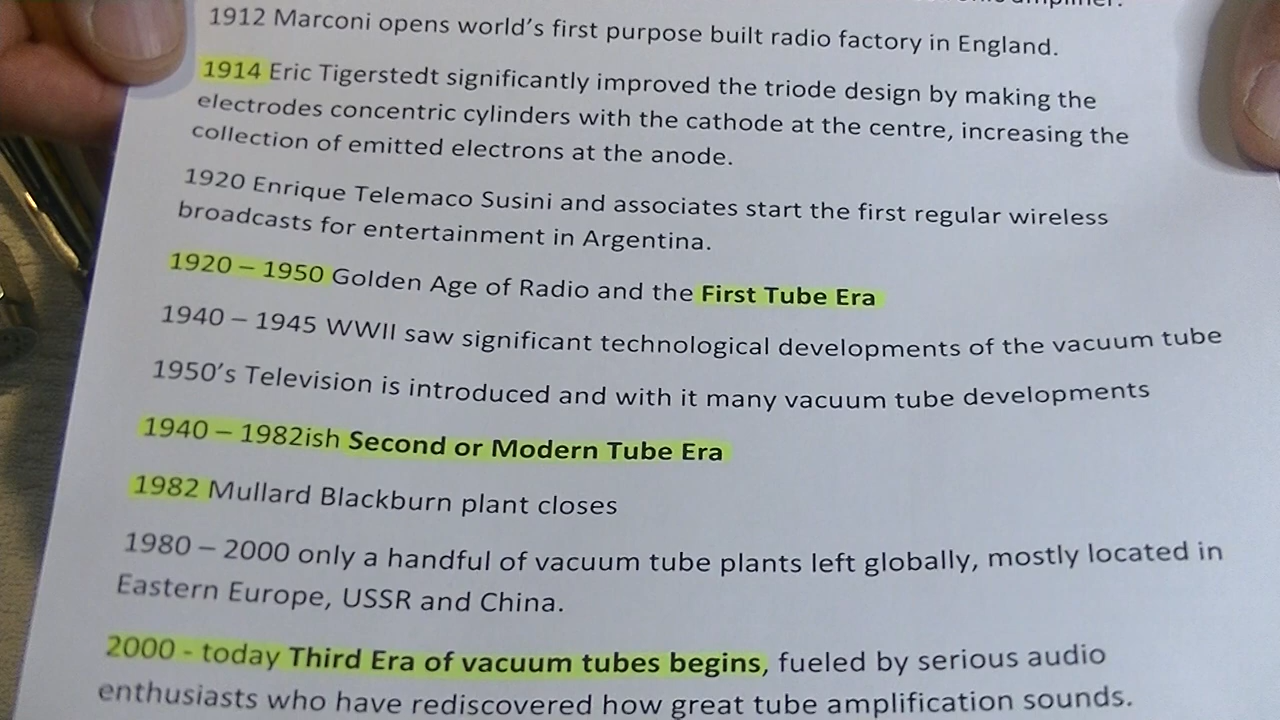 1912 Marconi opens world's first purpose built radio factory in England.
1914 Eric Tigerstedt significantly improved the triode design by making the
electrodes concentric cylinders with the cathode at the centre, increasing the
collection of emitted electrons at the anode.
1920 Enrique Telemaco Susini and associates start the first regular wireless
broadcasts for entertainment in Argentina.
1920 – 1950 Golden Age of Radio and the First Tube Era
1940 – 1945 WWII saw significant technological developments of the vacuum tube
1950's Television is introduced and with it many vacuum tube developments
1940 – 1982ish Second or Modern Tube Era
1982 Mullard Blackburn plant closes
1980 – 2000 only a handful of vacuum tube plants left globally, mostly located in
Eastern Europe, USSR and China.
2000 - today Third Era of vacuum tubes begins, fueled by serious audio
enthusiasts who have rediscovered how great tube amplification sounds.